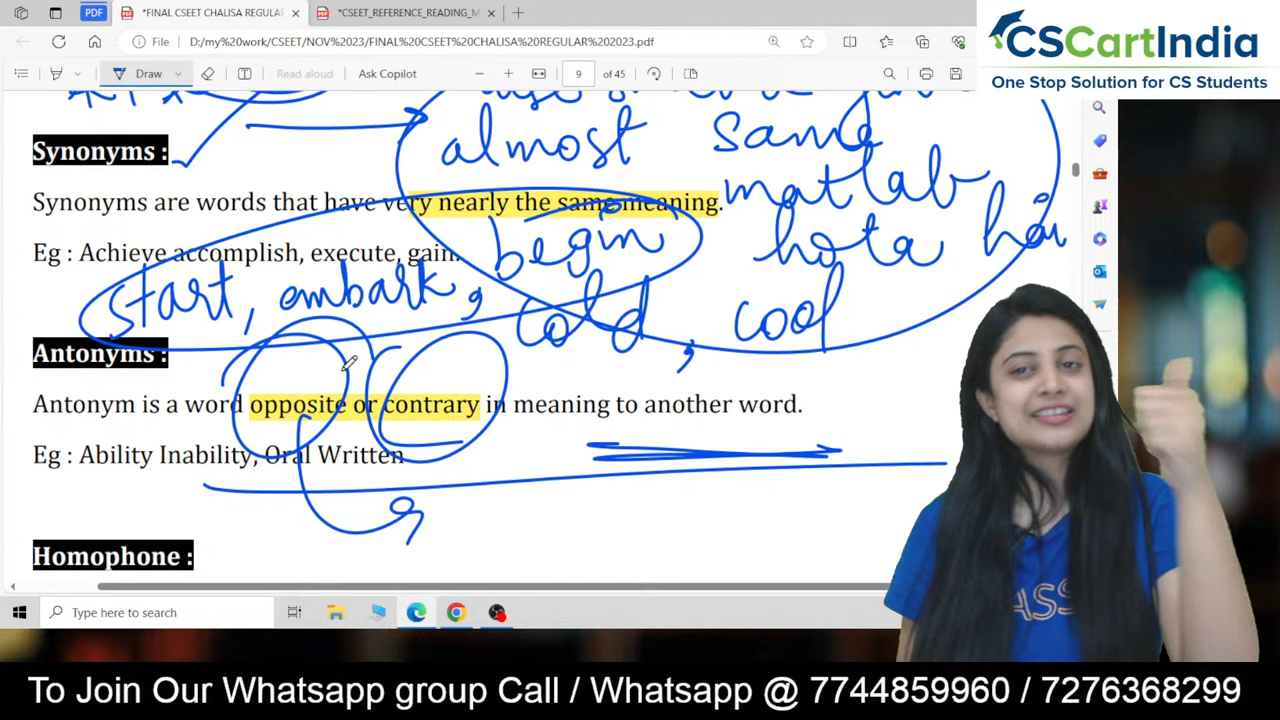 PDF
*FINAL CSEET CHALISA REGULAR
*CSEET_REFERENCE_READING_M
File
D:/my%20work/CSEET/NOV%2023/FINAL%20CSEET%20CHALISA%20REGULAR%202023.pdf
Draw
Read aloud
Ask Copilot
9 of 45
CSCartIndia
One Stop Solution for CS Students
almost same
Synonyms :
matlab
Synonyms are words that have very nearly the same meaning.
hota hai
begin
Eg : Achieve accomplish, execute, gain.
start, embark,
cold, cool
Antonyms :
Antonym is a word opposite or contrary in meaning to another word.
Eg : Ability Inability, Oral Written
Homophone :
Type here to search
To Join Our Whatsapp group Call / Whatsapp @ 7744859960 / 7276368299